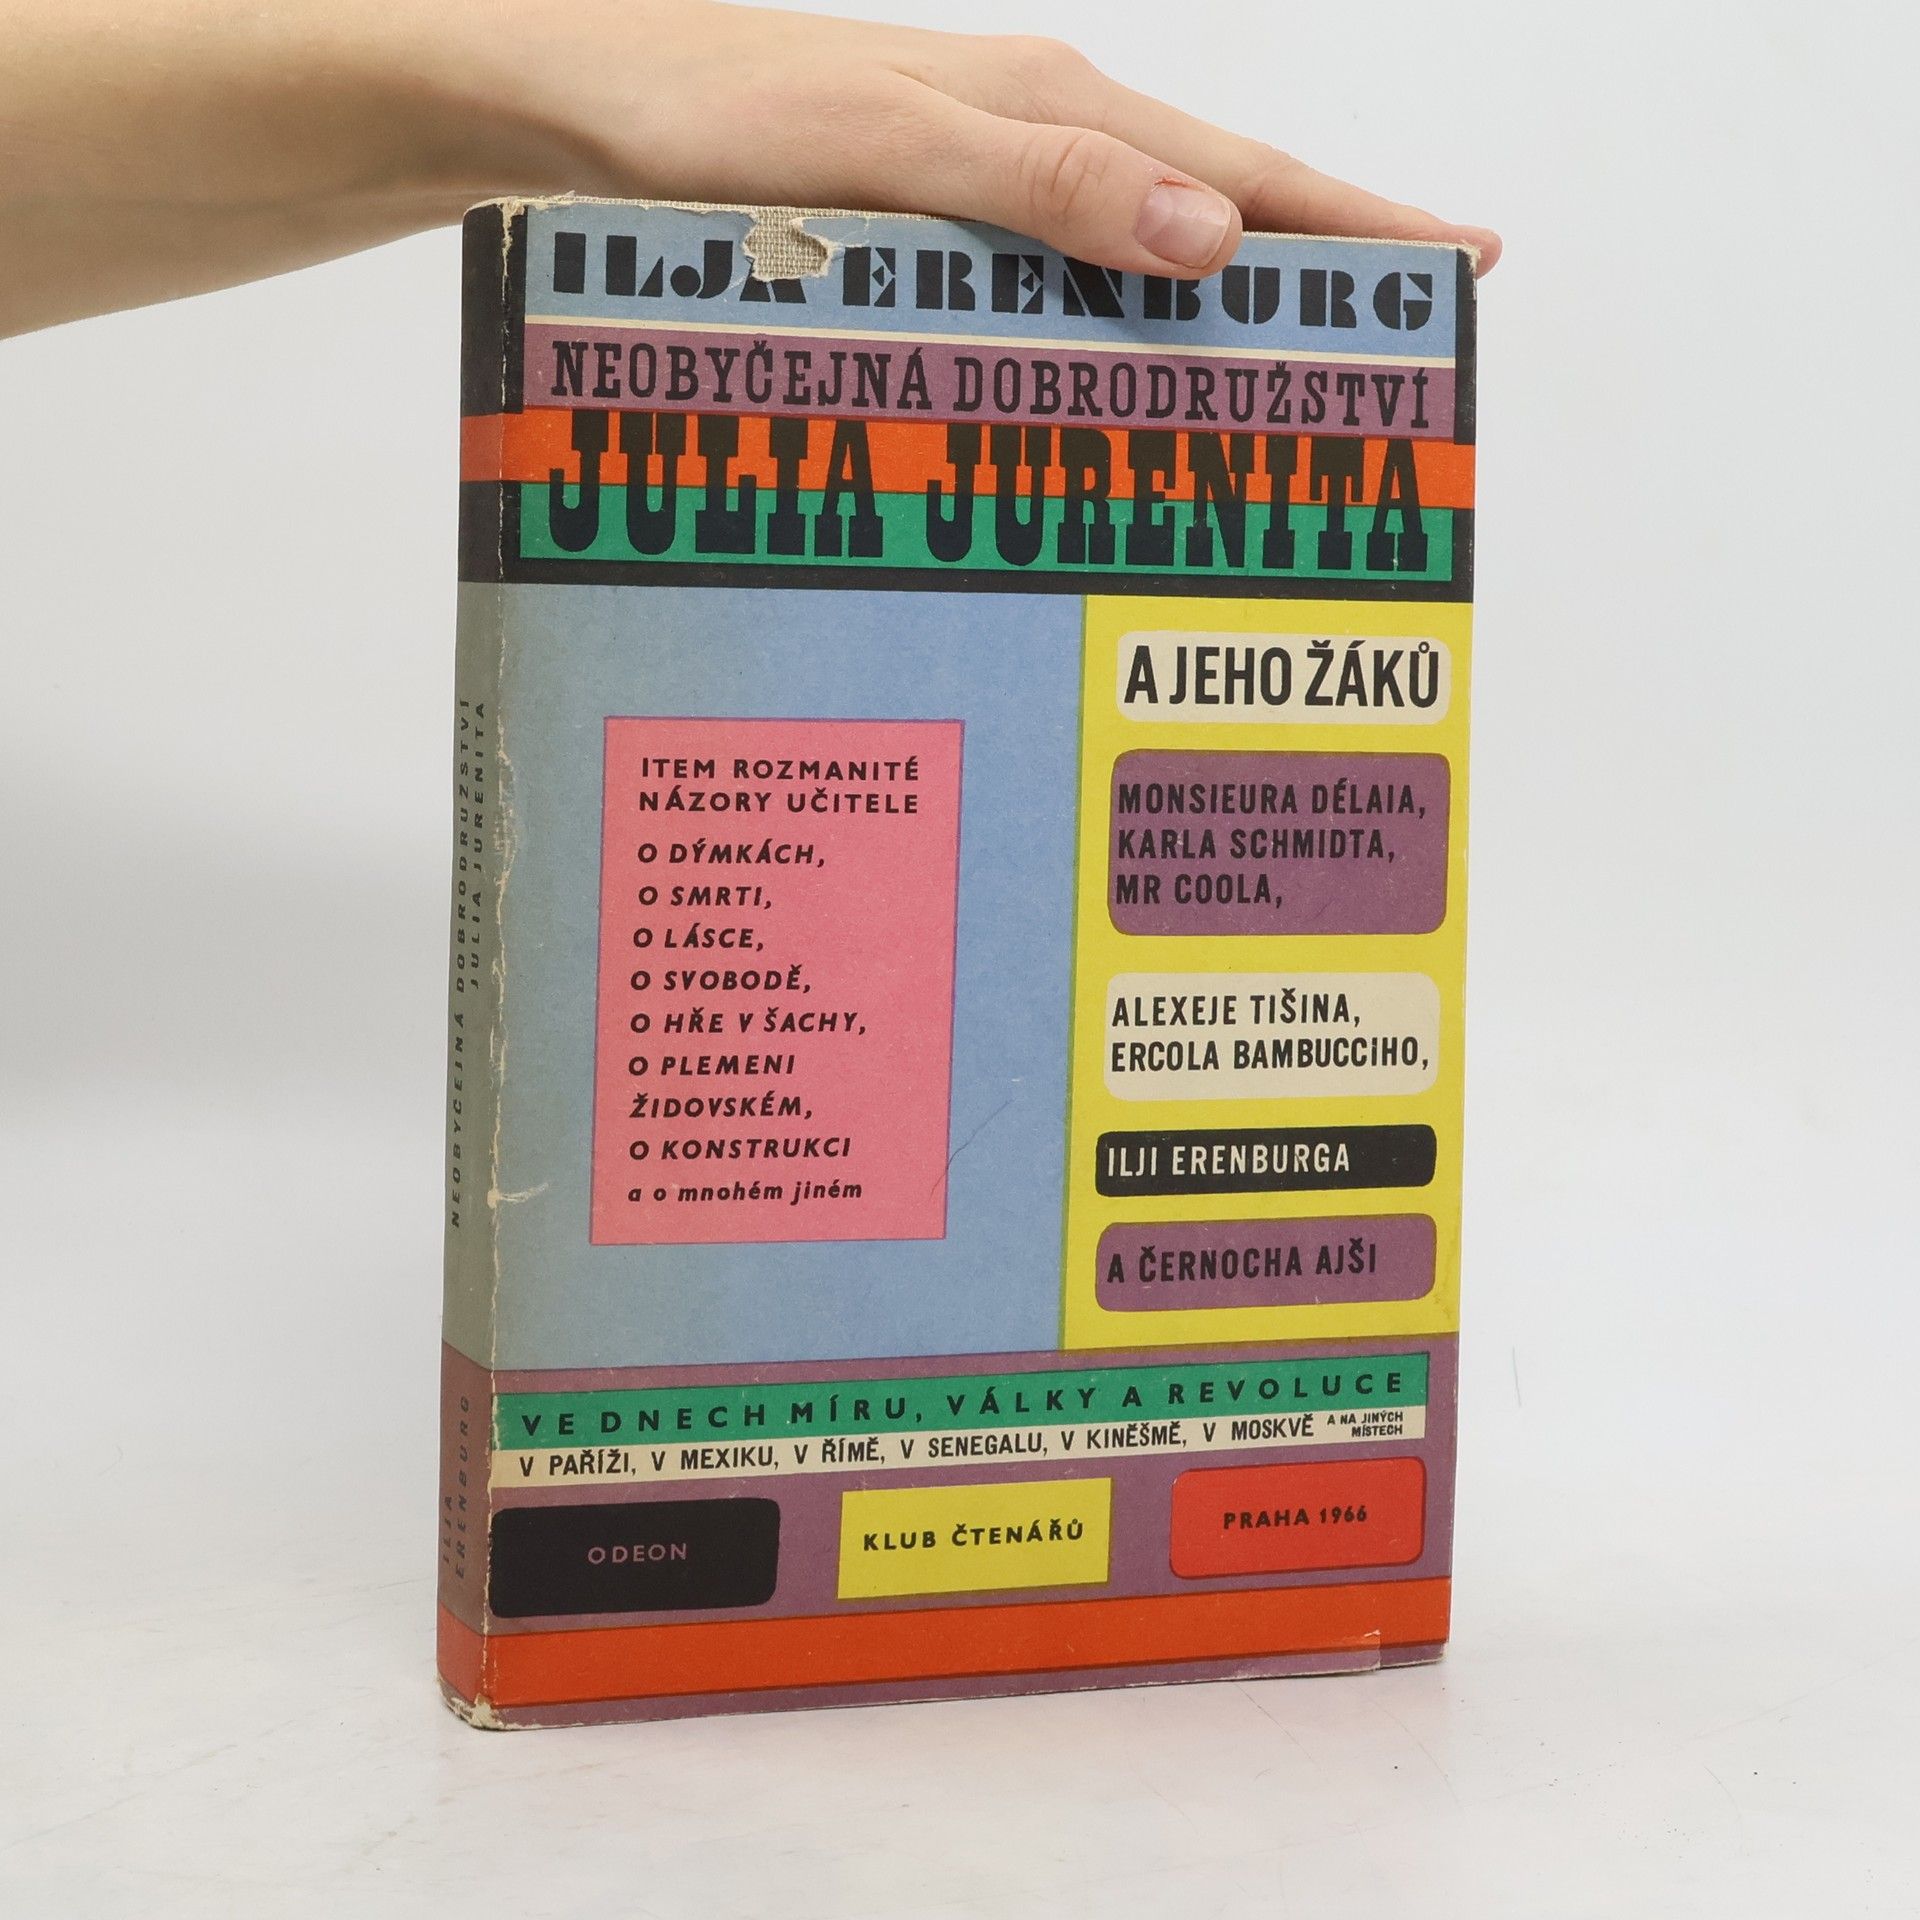 ILJA ERENBURG
NEOBYČEJNÁ DOBRODRUŽSTVÍ
JULIA JURENITA
A JEHO ŽÁKŮ
MONSIEURA DÉLAIA,
KARLA SCHMIDTA,
MR COOLA,
ALEXEJE TIŠINA,
ERCOLA BAMBUCCIHO,
ILJI ERENBURGA
A ČERNOCHA AJŠI
ITEM ROZMANITÉ
NÁZORY UČITELE
O DÝMKÁCH,
O SMRTI,
O LÁSCE,
O SVOBODĚ,
O HŘE V ŠACHY,
O PLEMENI
ŽIDOVSKÉM,
O KONSTRUKCI
a o mnohém jiném
VE DNECH MÍRU, VÁLKY A REVOLUCE
V PAŘÍŽI, V MEXIKU, V ŘÍMĚ, V SENEGALU, V KINĚŠMĚ, V MOSKVĚ A NA JINÝCH
MÍSTECH
ODEON
KLUB ČTENÁŘŮ
PRAHA 1966
NEOBYČEJNÁ DOBRODRUŽSTVÍ
JULIA JURENITA
ILJA
ERENBURG